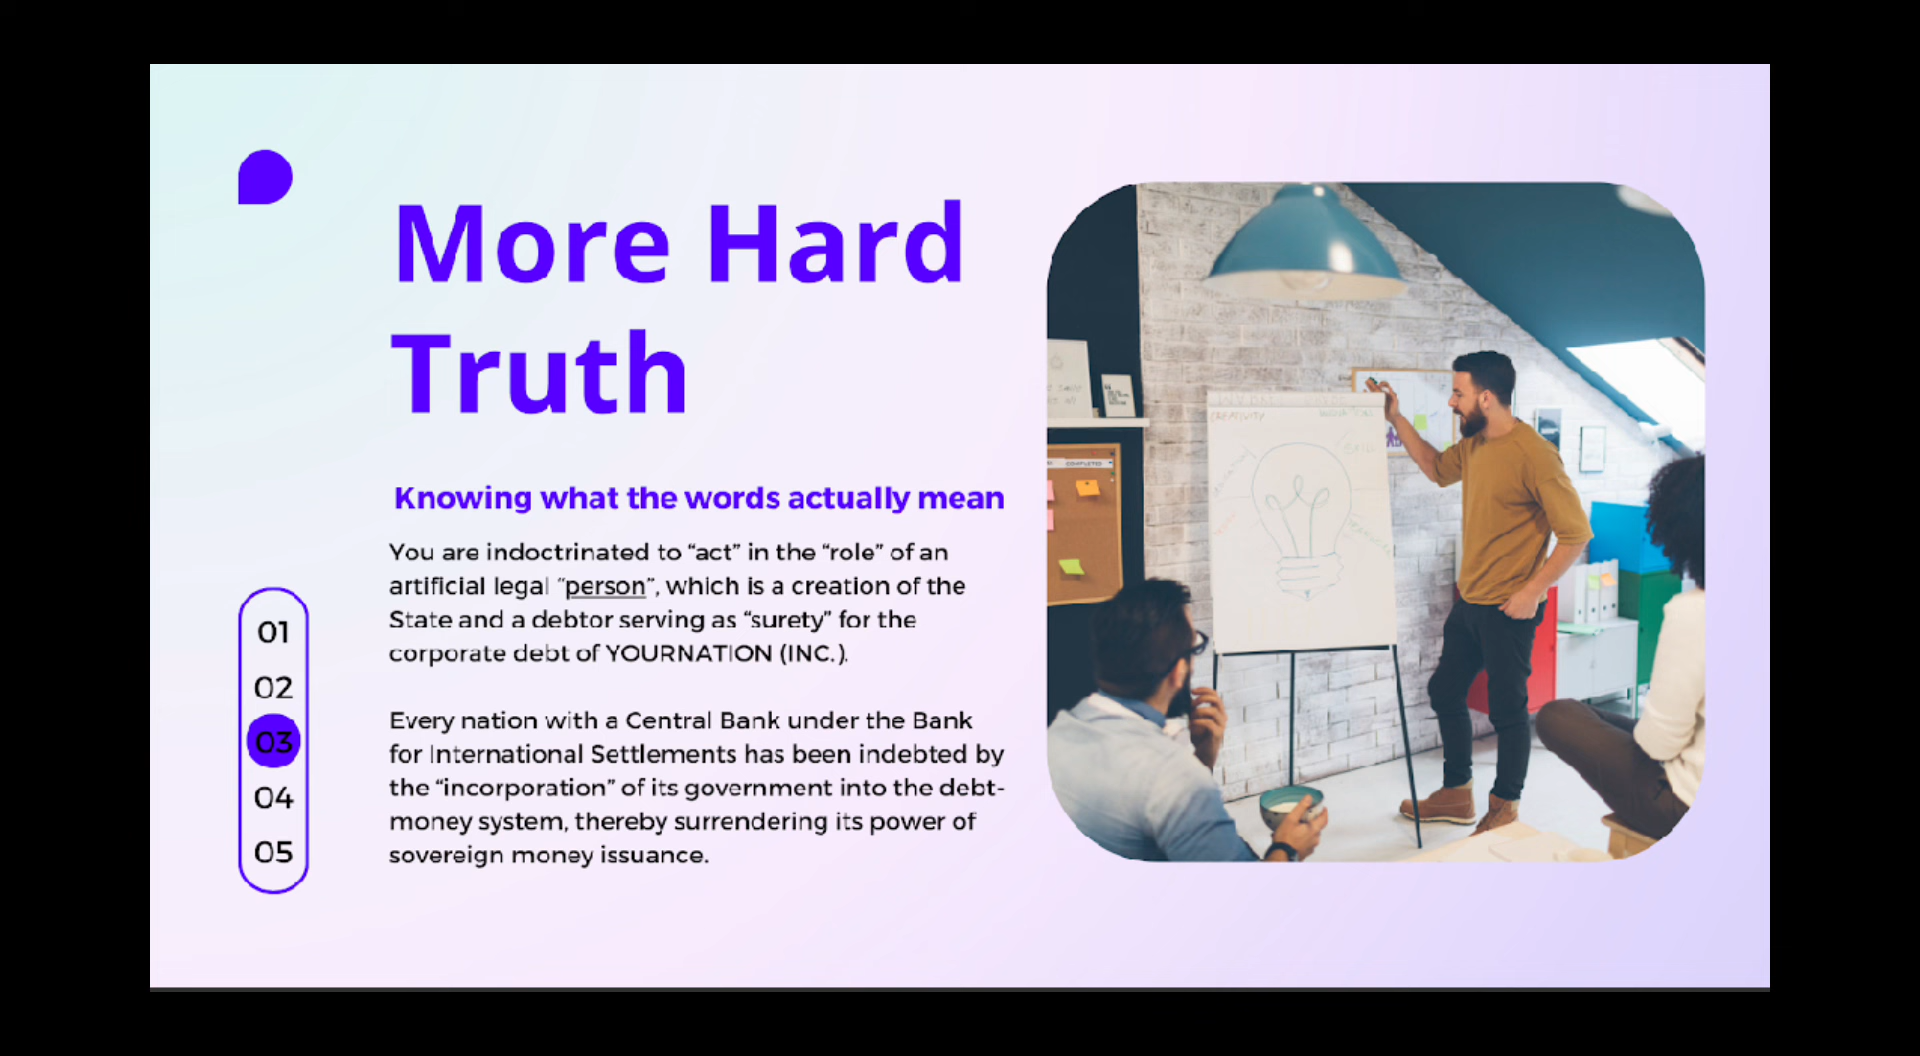 More Hard
Truth
Knowing what the words actually mean
You are indoctrinated to “act” in the “role” of an
artificial legal “person”, which is a creation of the
State and a debtor serving as “surety” for the
corporate debt of YOURNATION (INC.).
Every nation with a Central Bank under the Bank
for International Settlements has been indebted by
the “incorporation” of its government into the debt-
money system, thereby surrendering its power of
sovereign money issuance.
01
02
03
04
05
CREATIVITY
COMPLETED